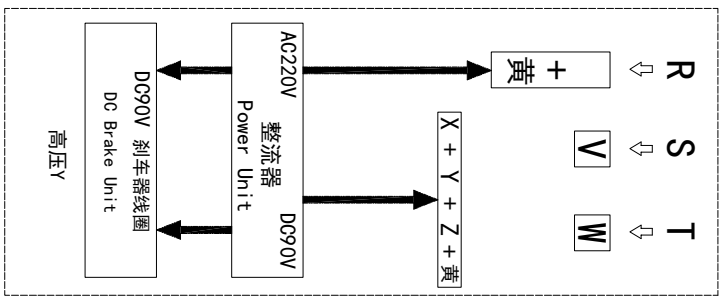 R S T
V W
+
黄
X + Y + Z + 黄
AC220V DC90V
整流器
Power Unit
DC90V 刹车器线圈
DC Brake Unit
高压Y